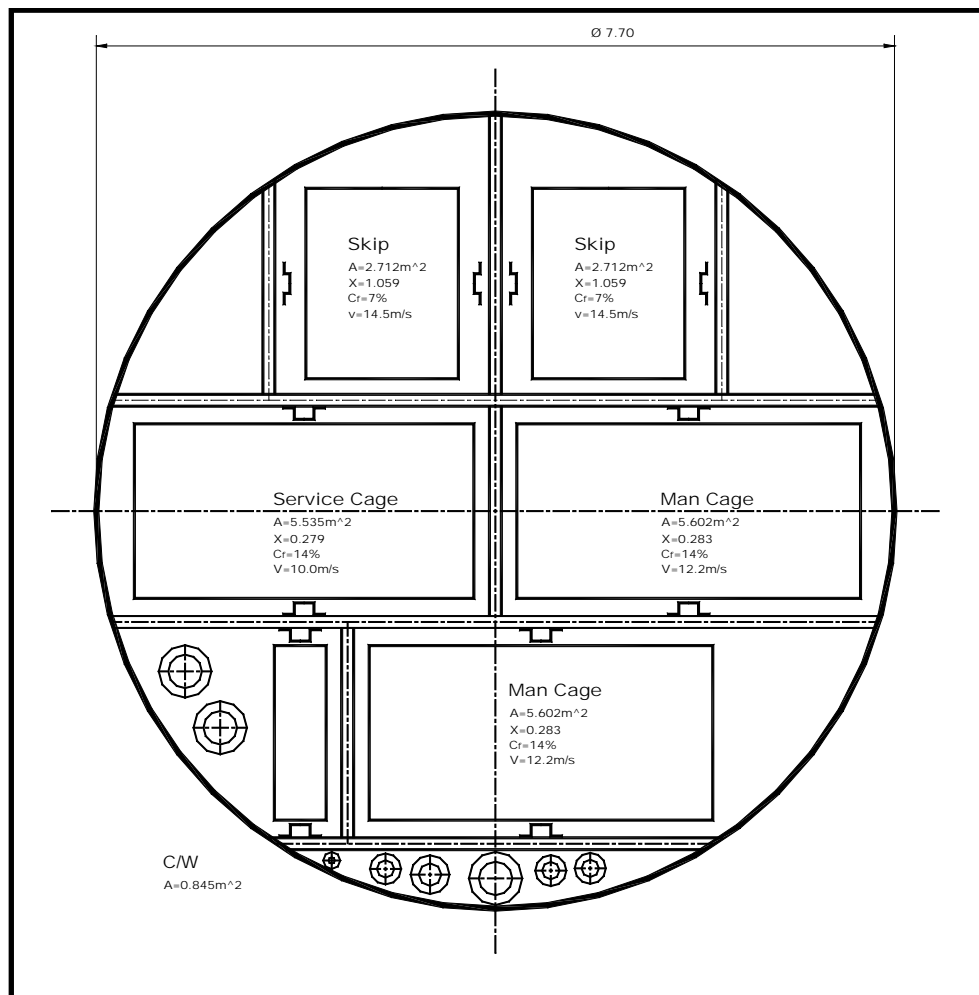 Ø 7.70
Skip
A=2.712m^2
X=1.059
Cr=7%
v=14.5m/s
Skip
A=2.712m^2
X=1.059
Cr=7%
v=14.5m/s
Service Cage
A=5.535m^2
X=0.279
Cr=14%
V=10.0m/s
Man Cage
A=5.602m^2
X=0.283
Cr=14%
V=12.2m/s
Man Cage
A=5.602m^2
X=0.283
Cr=14%
V=12.2m/s
C/W
A=0.845m^2